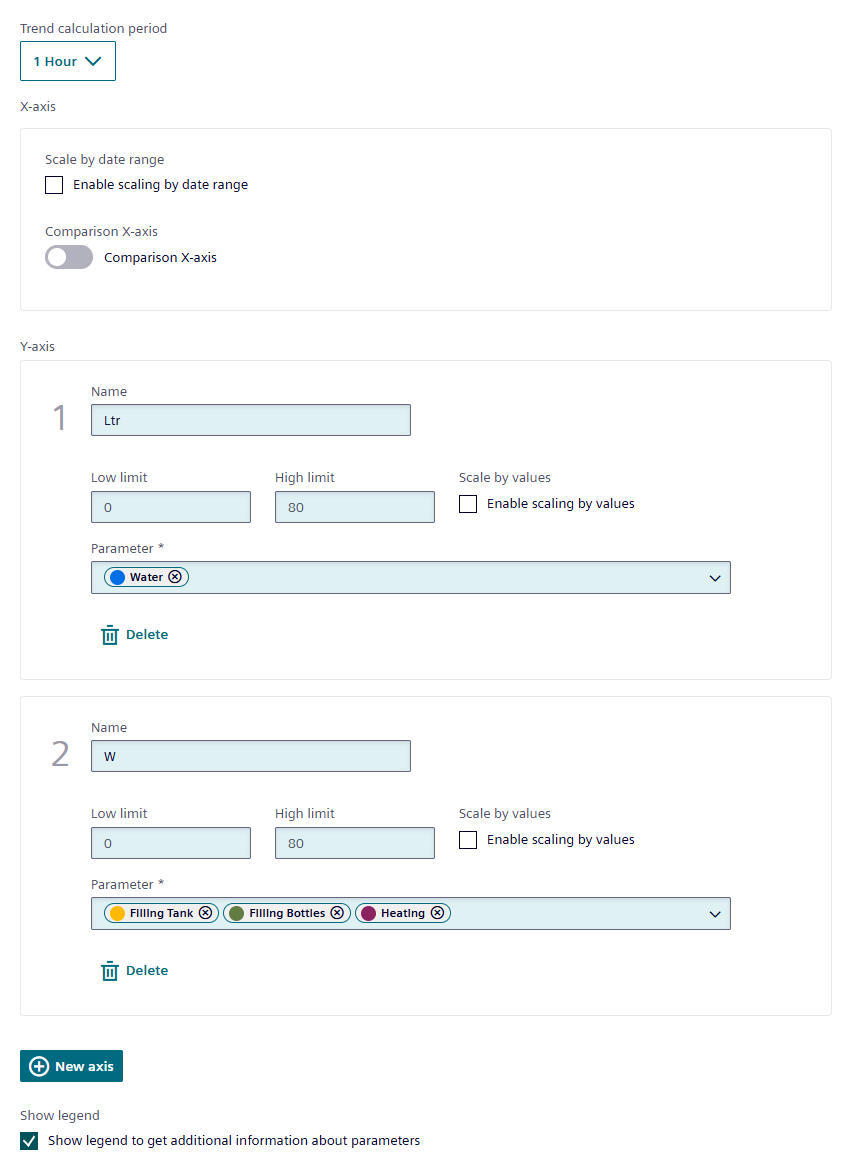 Trend calculation period
1 Hour
X-axis
Scale by date range
Enable scaling by date range
Comparison X-axis
Comparison X-axis
Y-axis
1
Name
Ltr
Low limit High limit Scale by values
0 80 Enable scaling by values
Parameter *
Water
Delete
2
Name
W
Low limit High limit Scale by values
0 80 Enable scaling by values
Parameter *
Filling Tank Filling Bottles Heating
Delete
New axis
Show legend
Show legend to get additional information about parameters